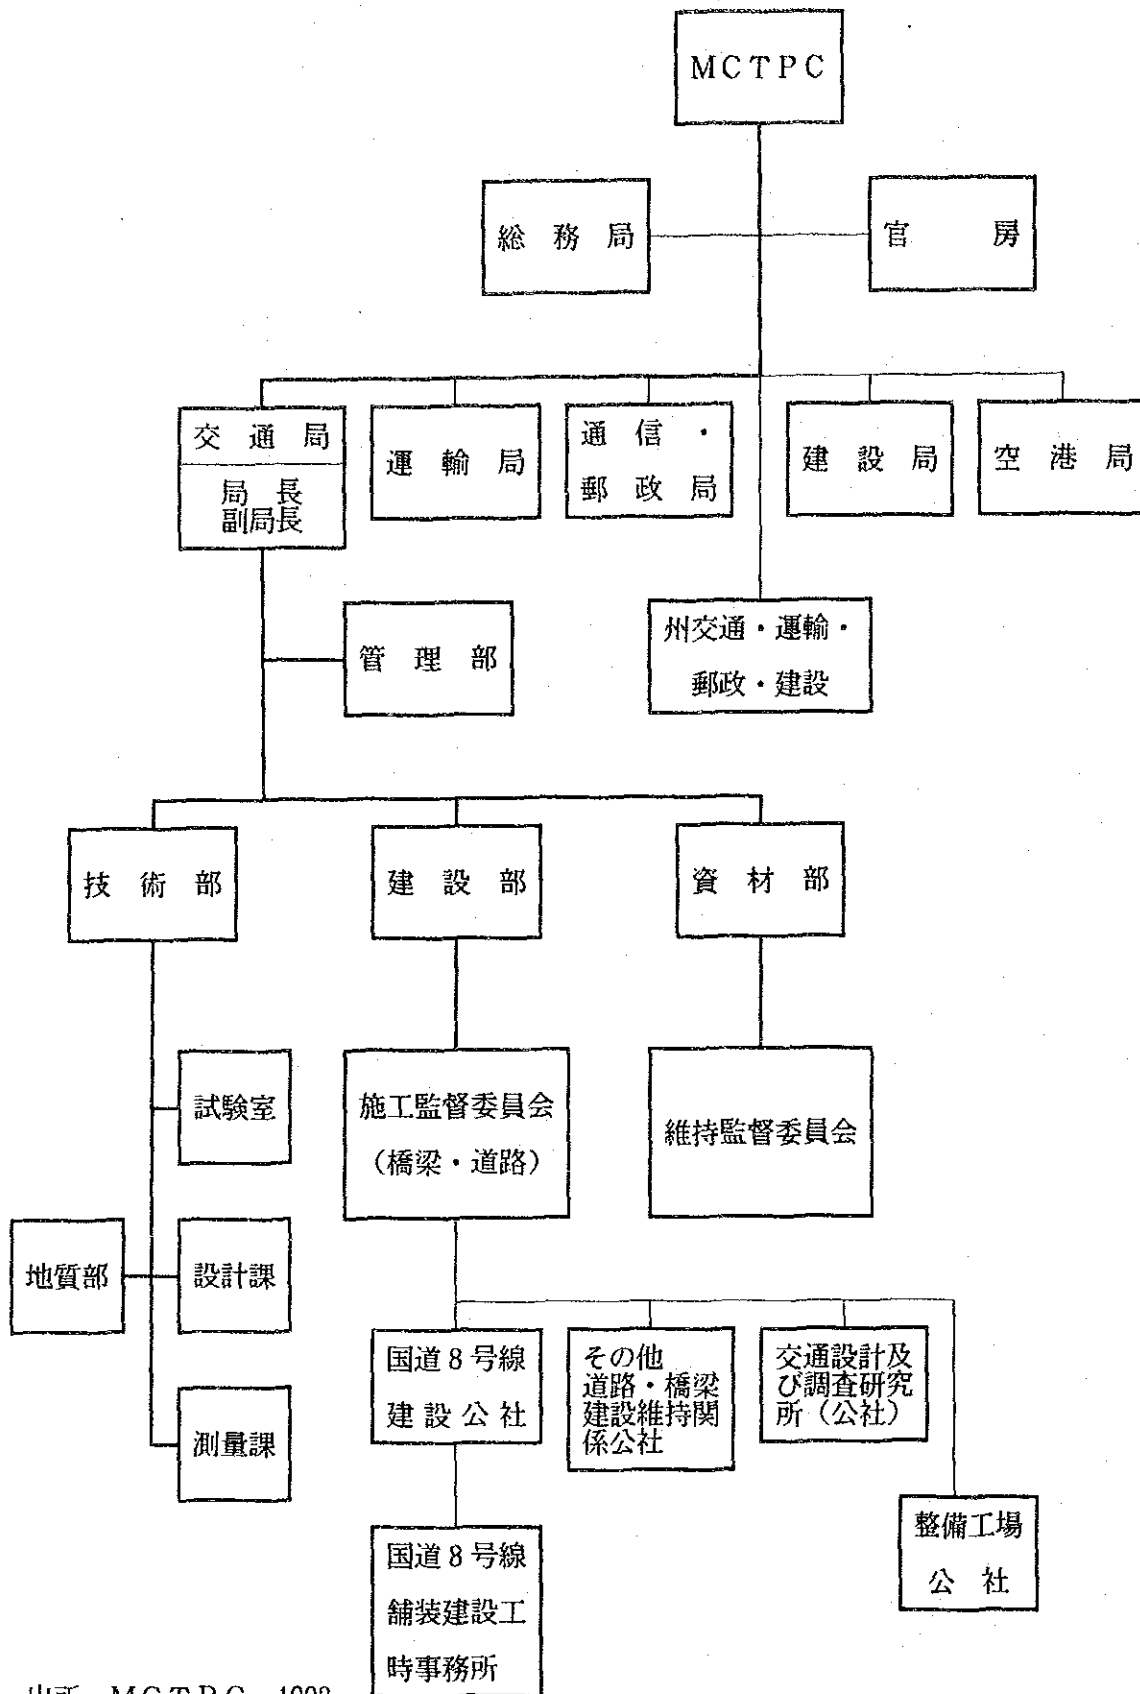 MCTPC
総務局
官房
交通局
局長
副局長
運輸局
通信・
郵政局
建設局
空港局
管理部
州交通・運輸・
郵政・建設
技術部
建設部
資材部
試験室
施工監督委員会
(橋梁・道路)
維持監督委員会
地質部
設計課
測量課
国道8号線
建設公社
その他
道路・橋梁
建設維持関
係公社
交通設計及
び調査研究
所(公社)
整備工場
公社
国道8号線
舗装建設工
時事務所
MCTPC